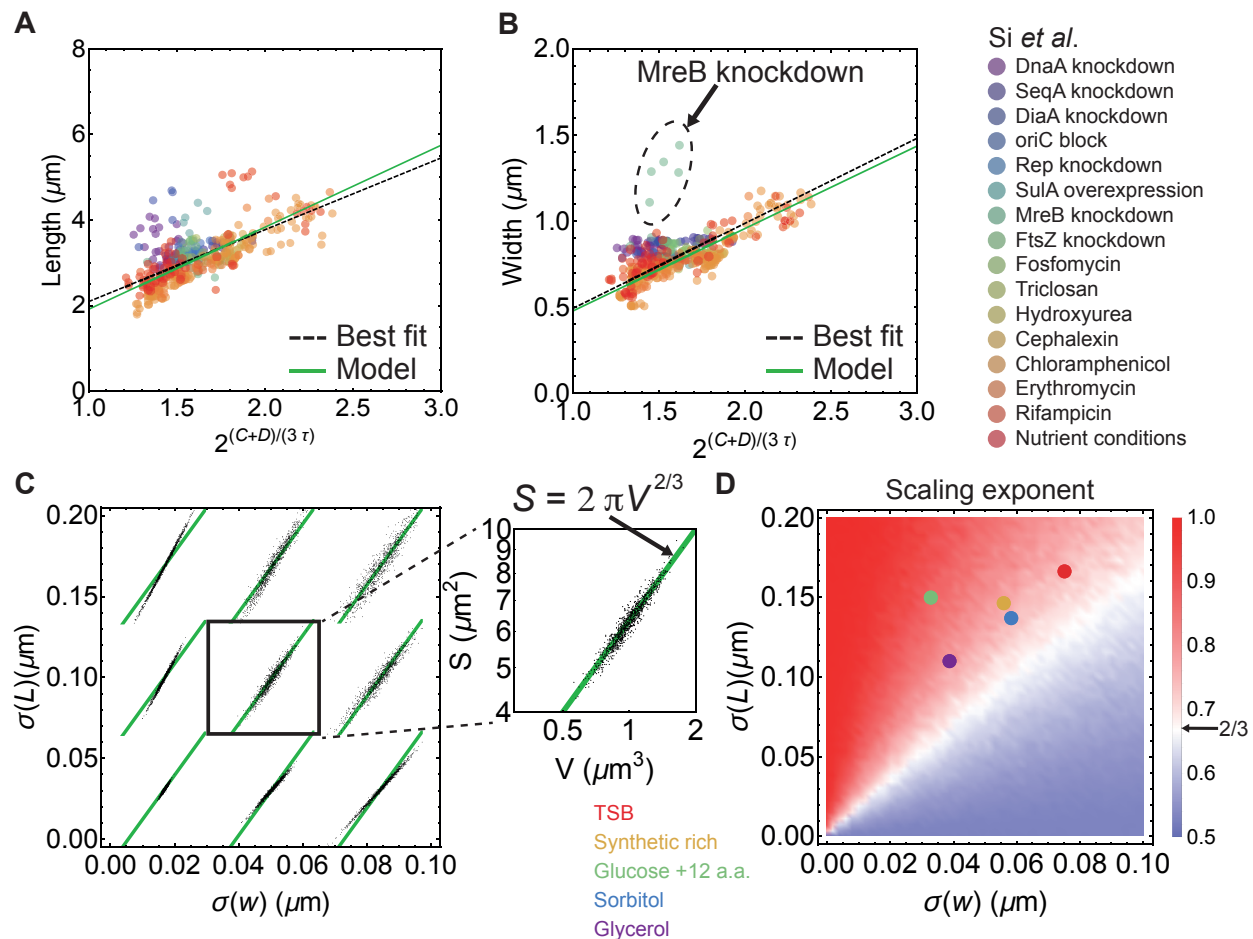 A
8
6
4
2
0
Length (μm)
Best fit
Model
1.0
1.5
2.0
2.5
3.0
2^(C+D)/(3 τ)
B
MreB knockdown
2.0
1.5
1.0
0.5
0.0
Width (μm)
Best fit
Model
1.0
1.5
2.0
2.5
3.0
2^(C+D)/(3 τ)
Si et al.
DnaA knockdown
SeqA knockdown
DiaA knockdown
oriC block
Rep knockdown
SulA overexpression
MreB knockdown
FtsZ knockdown
Fosfomycin
Triclosan
Hydroxyurea
Cephalexin
Chloramphenicol
Erythromycin
Rifampicin
Nutrient conditions
C
0.20
0.15
0.10
0.05
0.00
σ(L)(μm)
0.00
0.02
0.04
0.06
0.08
0.10
σ(w) (μm)
S = 2 πV^2/3
10
9
8
7
6
5
4
S (μm²)
0.5
1
2
V (μm³)
TSB
Synthetic rich
Glucose +12 a.a.
Sorbitol
Glycerol
D
Scaling exponent
0.20
0.15
0.10
0.05
0.00
σ(L)(μm)
0.00
0.02
0.04
0.06
0.08
0.10
σ(w) (μm)
1.0
0.9
0.8
0.7
2/3
0.6
0.5